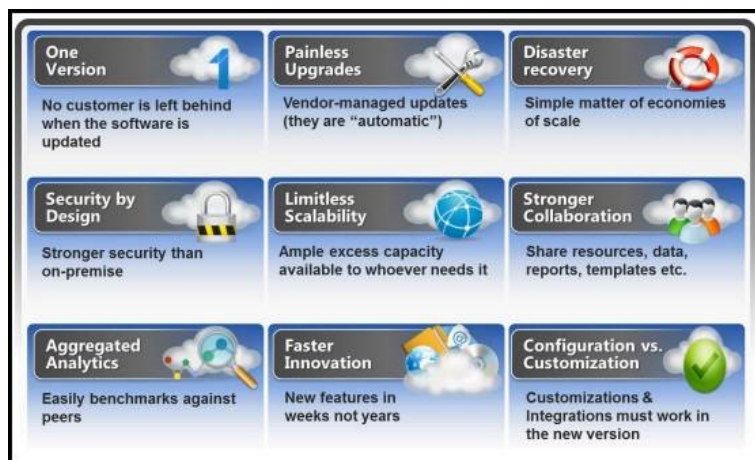 One
Version
No customer is left behind
when the software is
updated
Painless
Upgrades
Vendor-managed updates
(they are “automatic”)
Disaster
recovery
Simple matter of economies
of scale
Security by
Design
Stronger security than
on-premise
Limitless
Scalability
Ample excess capacity
available to whoever needs it
Stronger
Collaboration
Share resources, data,
reports, templates etc.
Aggregated
Analytics
Easily benchmarks against
peers
Faster
Innovation
New features in
weeks not years
Configuration vs.
Customization
Customizations &
Integrations must work in
the new version